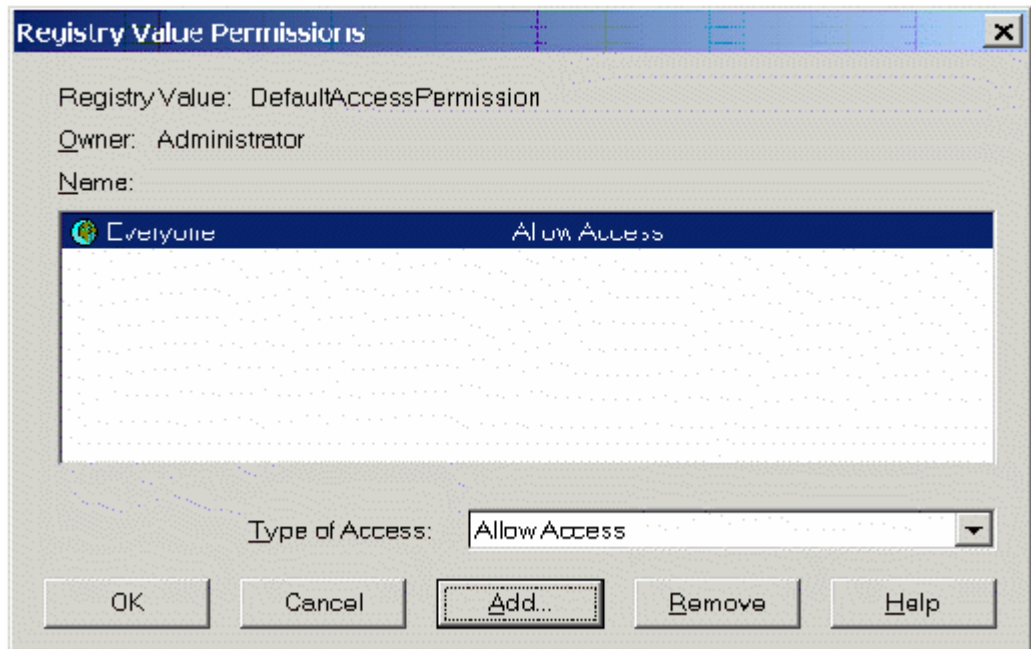 Registry Value Permissions
Registry Value: DefaultAccessPermission
Owner: Administrator
Name:
Everyone Allow Access
Type of Access: Allow Access
OK Cancel Add... Remove Help